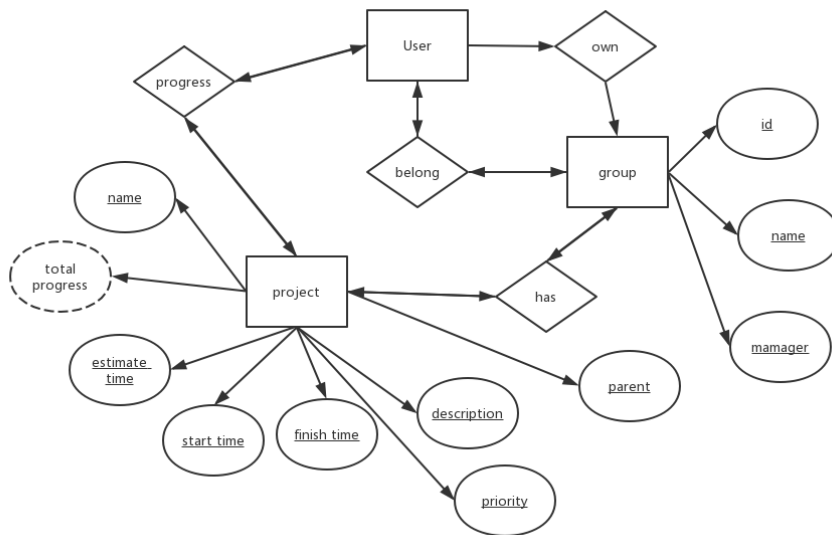 User
own
progress
id
belong
group
name
name
total
progress
project
has
mamager
estimate
time
parent
description
start time
finish time
priority